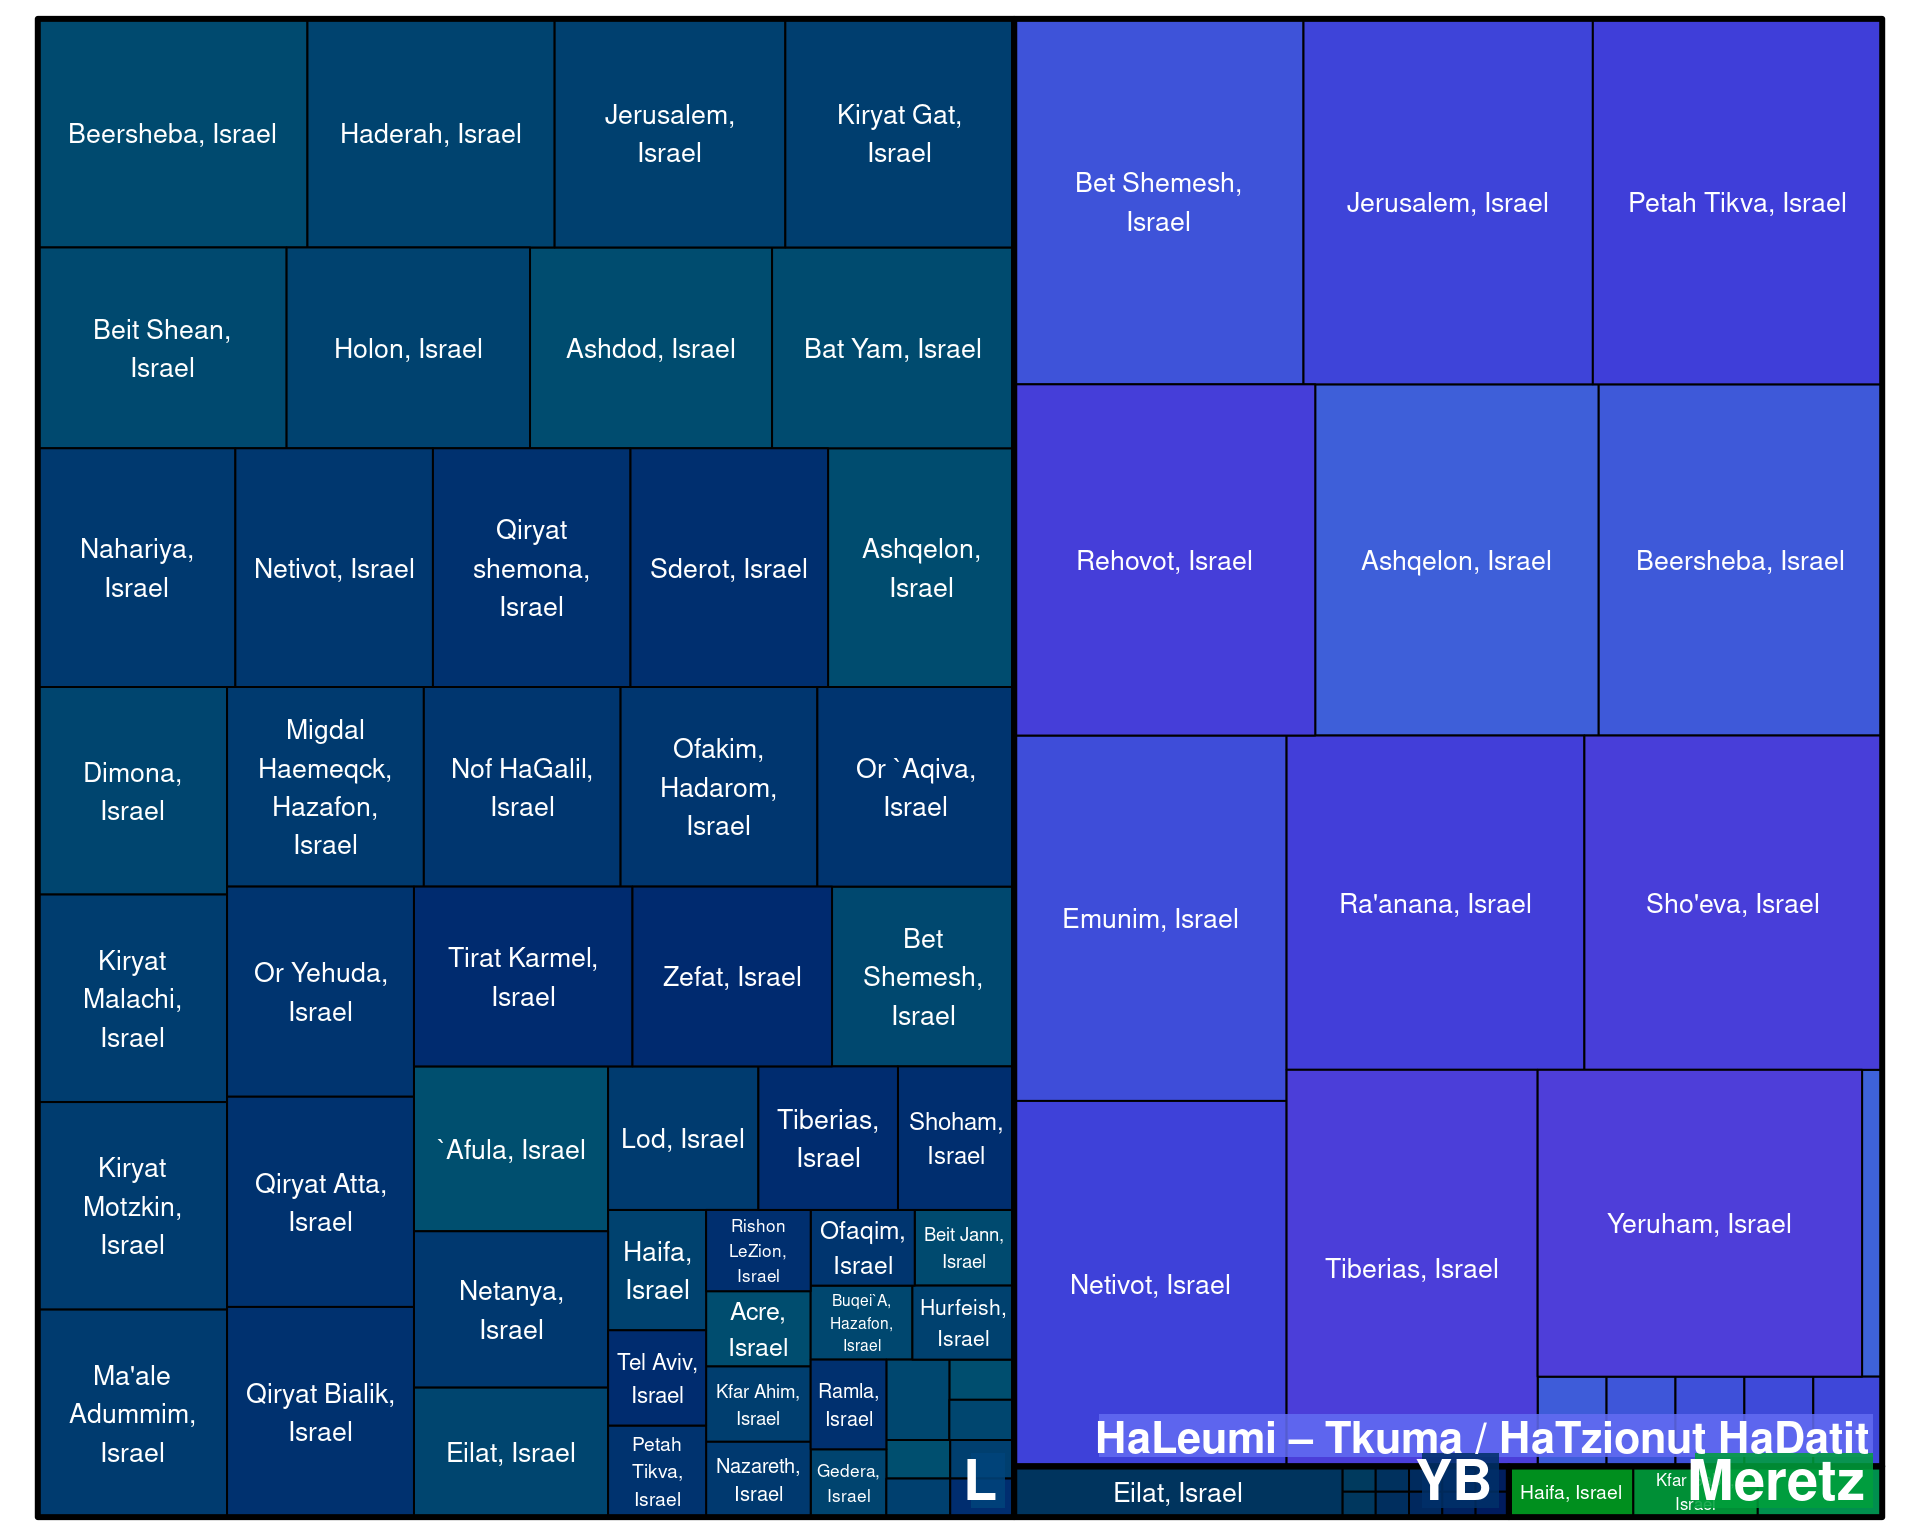 Beersheba, Israel
Haderah, Israel
Jerusalem,
Israel
Kiryat Gat,
Israel
Beit Shean,
Israel
Holon, Israel
Ashdod, Israel
Bat Yam, Israel
Nahariya,
Israel
Netivot, Israel
Qiryat
shemona,
Israel
Sderot, Israel
Ashqelon,
Israel
Dimona,
Israel
Migdal
Haemeqck,
Hazafon,
Israel
Nof HaGalil,
Israel
Ofakim,
Hadarom,
Israel
Or `Aqiva,
Israel
Kiryat
Malachi,
Israel
Or Yehuda,
Israel
Tirat Karmel,
Israel
Zefat, Israel
Bet
Shemesh,
Israel
Kiryat
Motzkin,
Israel
Qiryat Atta,
Israel
`Afula, Israel
Lod, Israel
Tiberias,
Israel
Shoham,
Israel
Ma'ale
Adummim,
Israel
Qiryat Bialik,
Israel
Netanya,
Israel
Eilat, Israel
Haifa,
Israel
Rishon
LeZion,
Israel
Ofaqim,
Israel
Beit Jann,
Israel
Acre,
Israel
Buqei`A,
Hazafon,
Israel
Hurfeish,
Israel
Tel Aviv,
Israel
Kfar Ahim,
Israel
Ramla,
Israel
Petah
Tikva,
Israel
Nazareth,
Israel
Gedera,
Israel
L
Bet Shemesh,
Israel
Jerusalem, Israel
Petah Tikva, Israel
Rehovot, Israel
Ashqelon, Israel
Beersheba, Israel
Emunim, Israel
Ra'anana, Israel
Sho'eva, Israel
Netivot, Israel
Tiberias, Israel
Yeruham, Israel
HaLeumi – Tkuma / HaTzionut HaDatit
Eilat, Israel
YB
Haifa, Israel
Kfar
Israel
Meretz